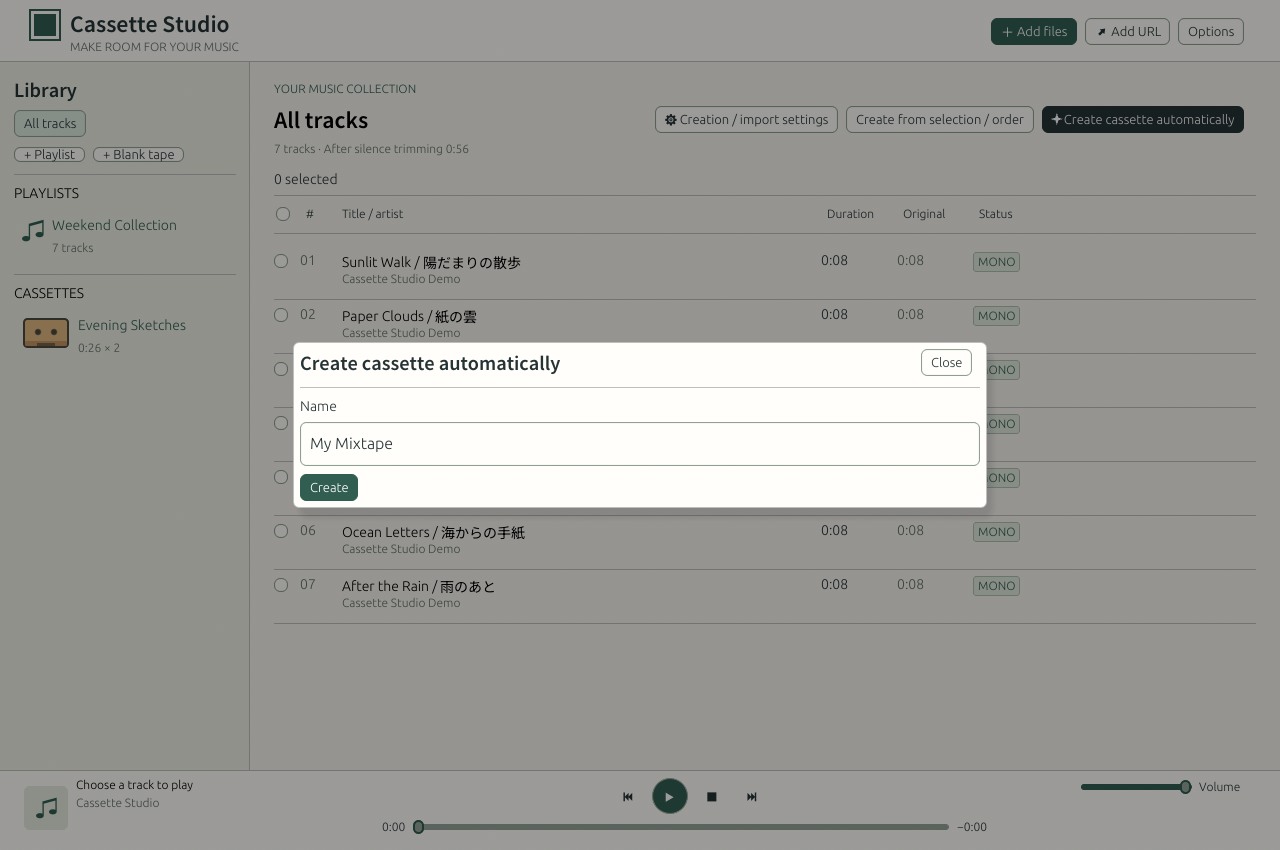 Cassette Studio
MAKE ROOM FOR YOUR MUSIC
+ Add files
Add URL
Options
Library
All tracks
+ Playlist
+ Blank tape
PLAYLISTS
Weekend Collection
7 tracks
CASSETTES
Evening Sketches
0:26 × 2
YOUR MUSIC COLLECTION
All tracks
Creation / import settings
Create from selection / order
Create cassette automatically
7 tracks · After silence trimming 0:56
0 selected
# Title / artist Duration Original Status
01 Sunlit Walk / 陽だまりの散歩 0:08 0:08 MONO
Cassette Studio Demo
02 Paper Clouds / 紙の雲 0:08 0:08 MONO
Cassette Studio Demo
Create cassette automatically
Close
Name
My Mixtape
Create
06 Ocean Letters / 海からの手紙 0:08 0:08 MONO
Cassette Studio Demo
07 After the Rain / 雨のあと 0:08 0:08 MONO
Cassette Studio Demo
Choose a track to play
Cassette Studio
0:00
−0:00
Volume